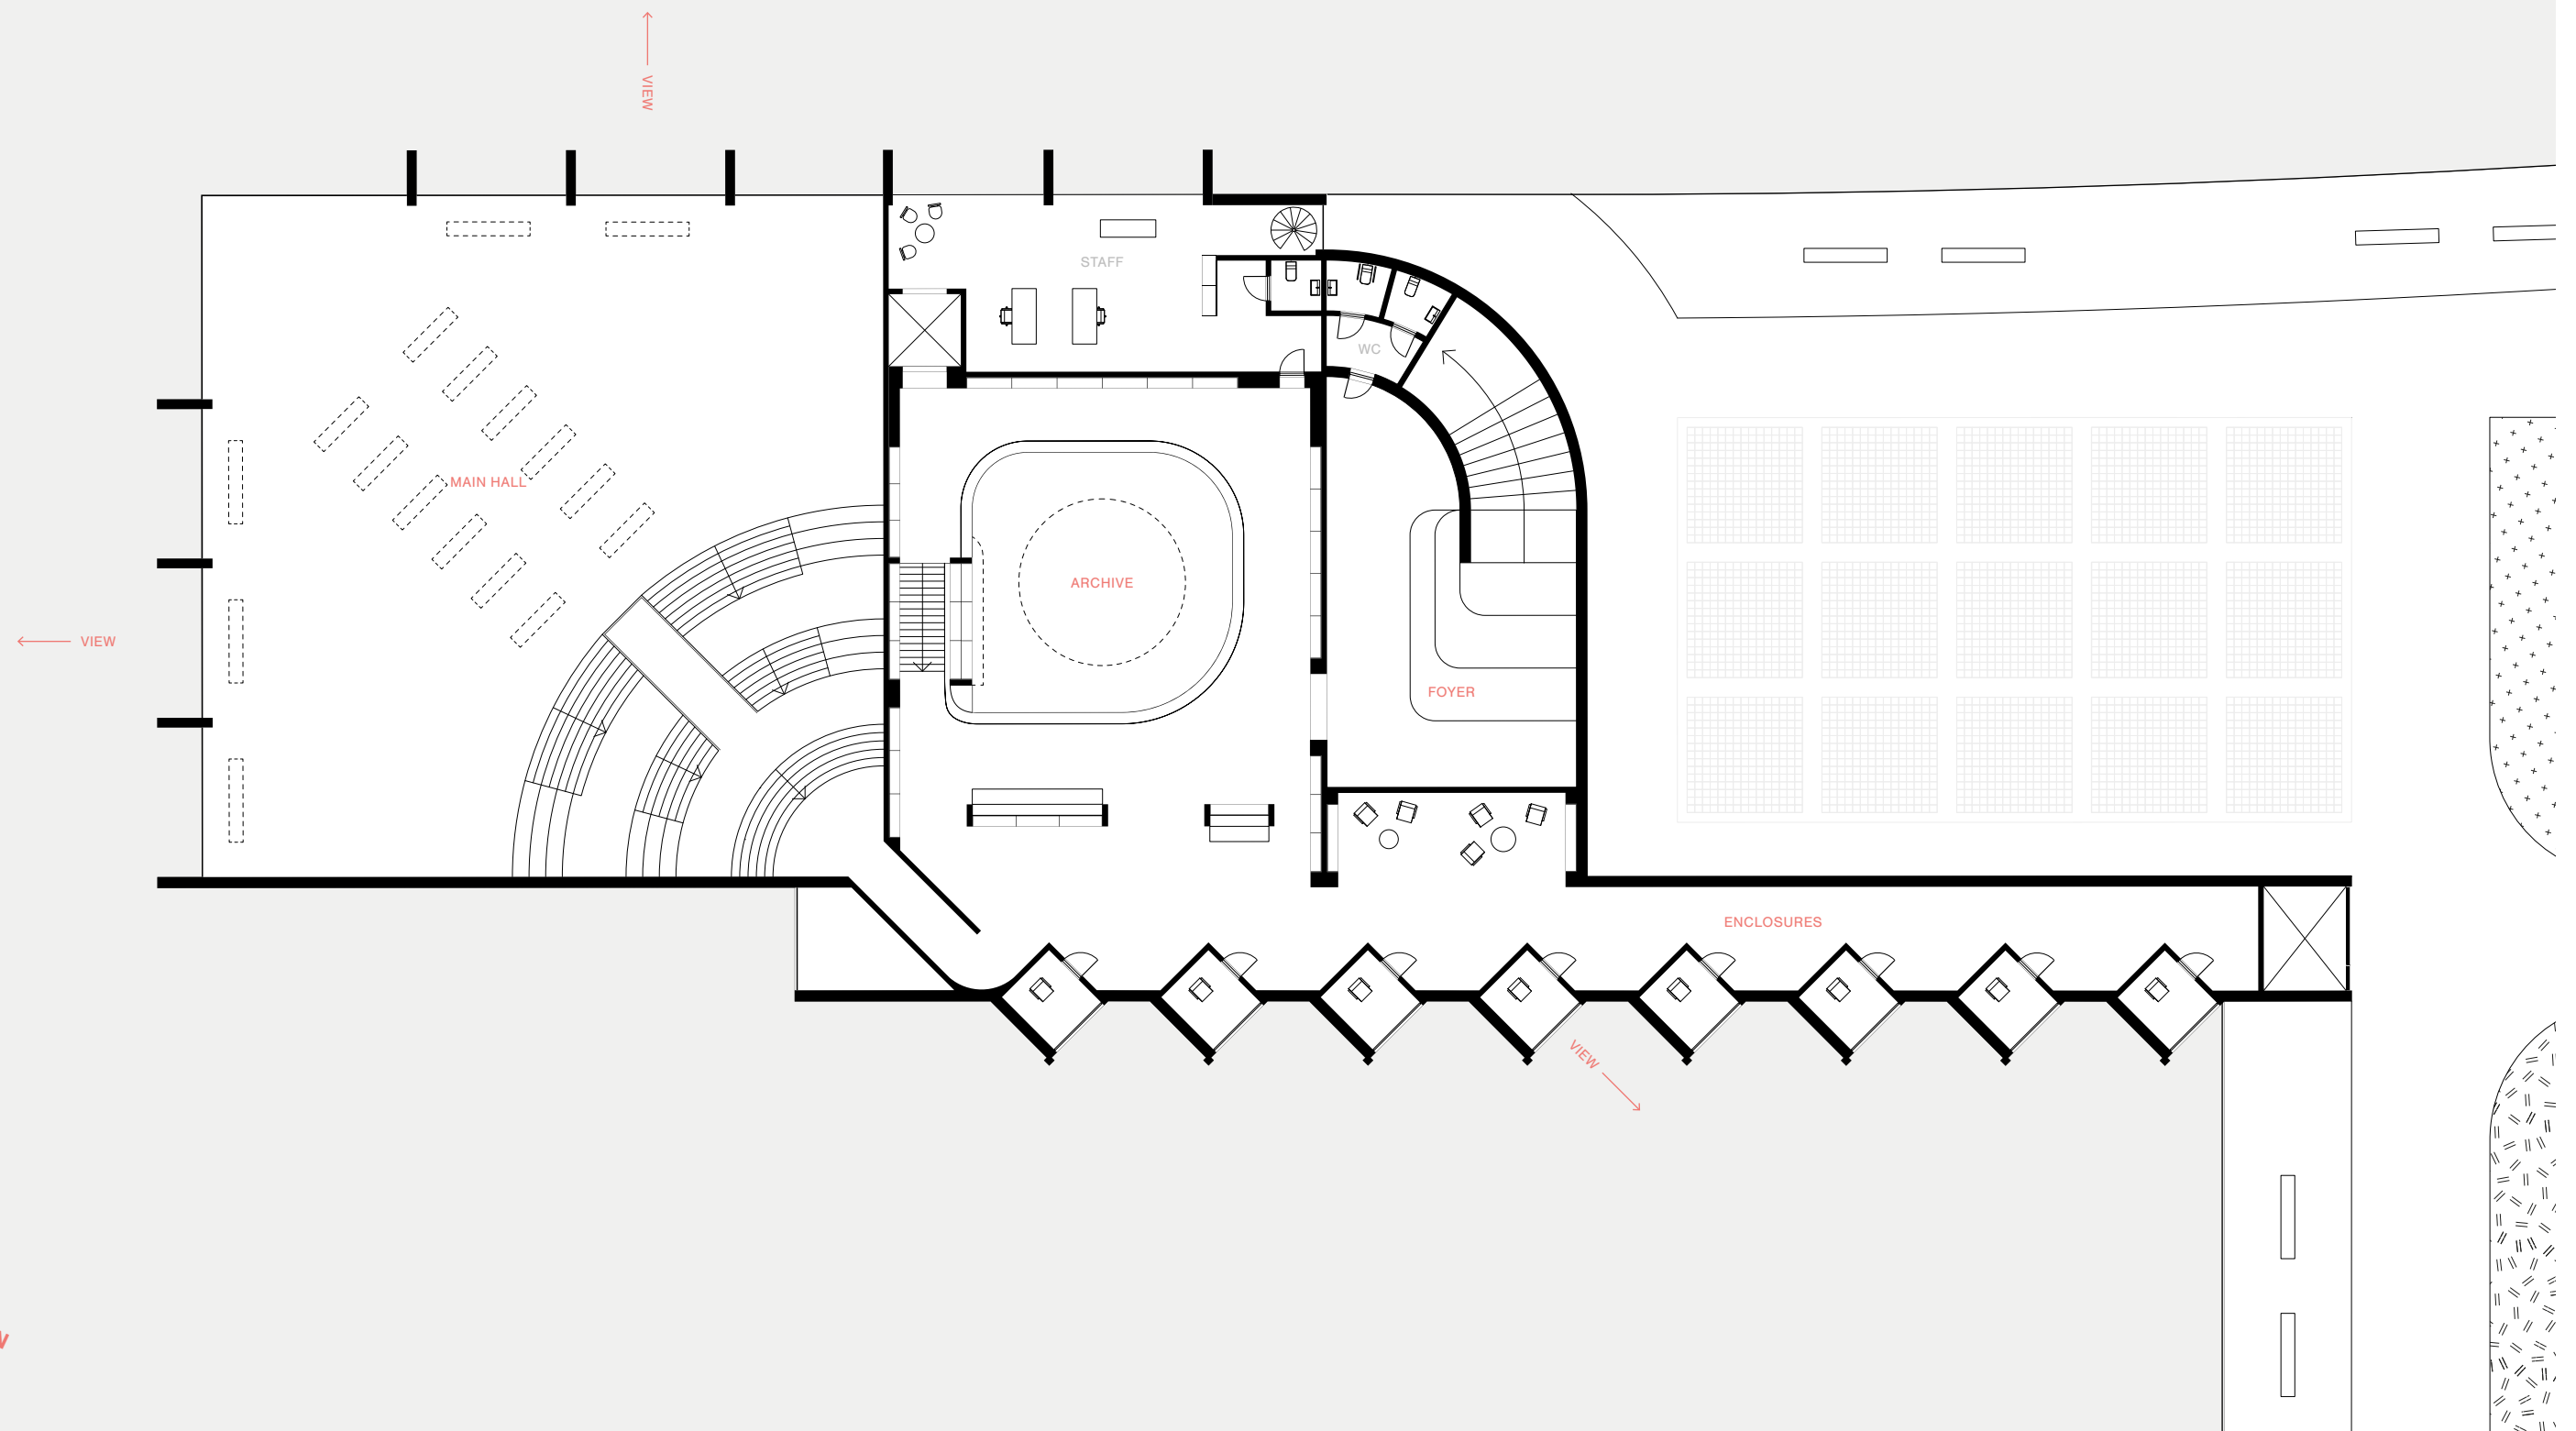 VIEW
STAFF
WC
MAIN HALL
ARCHIVE
VIEW
FOYER
ENCLOSURES
VIEW